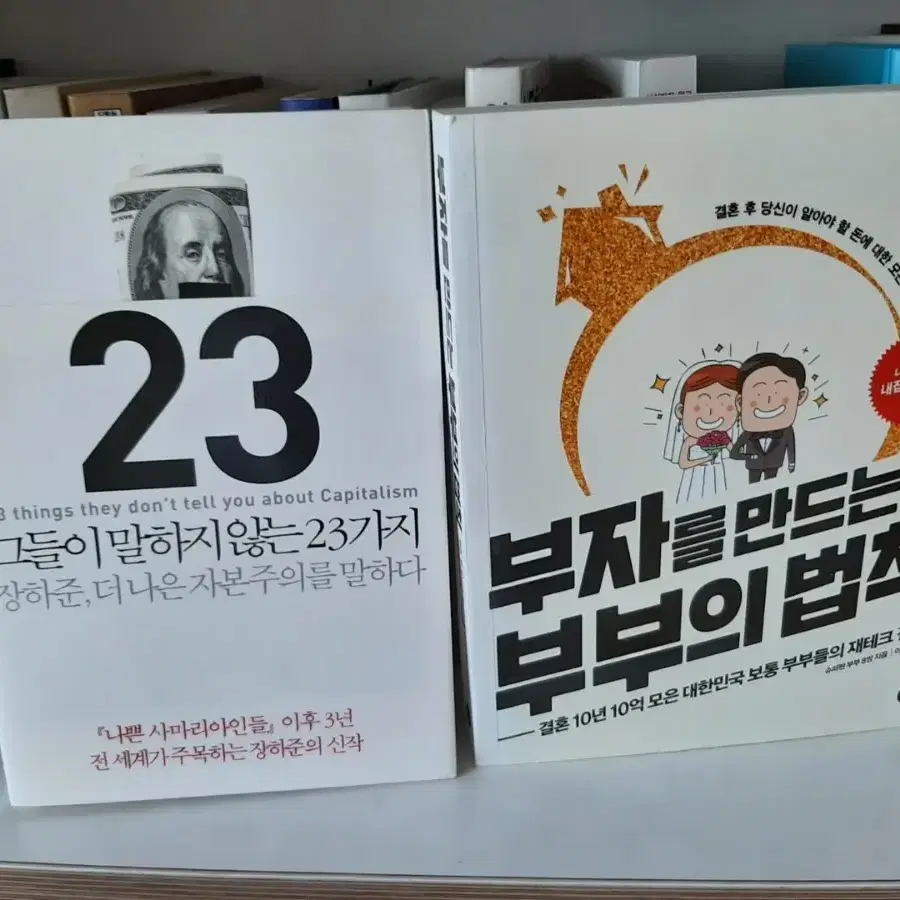 23
3 things they don't tell you about Capitalism
그들이 말하지 않는 23가지
장하준, 더 나은 자본주의를 말하다
『나쁜 사마리아인들』 이후 3년
전 세계가 주목하는 장하준의 신작
결혼 후 당신이 알아야 할 돈에 대한 모든
내집
부자를 만드는
부부의 법칙
결혼 10년 10억 모은 대한민국 보통 부부들의 재테크